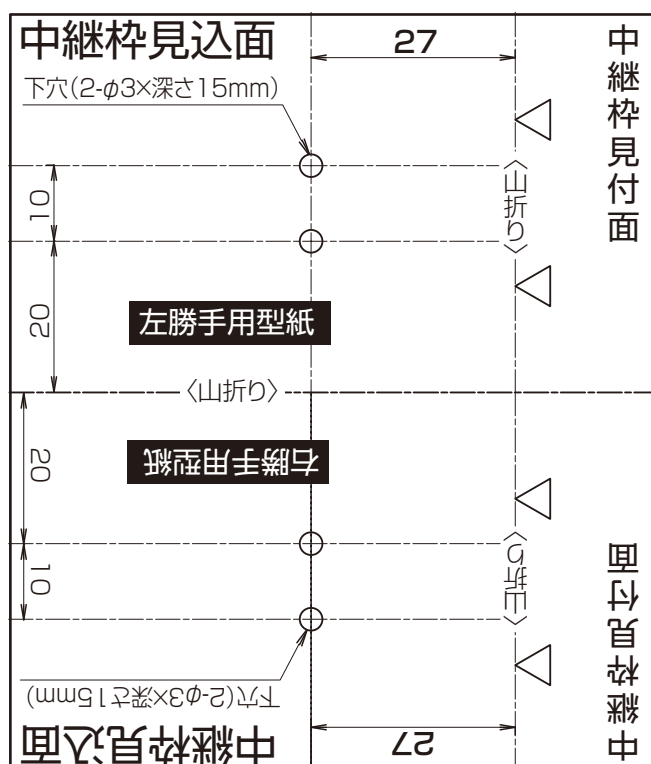 中継枠見込面
27
中継枠見付面
下穴(2-φ3×深さ15mm)
〈山折り〉
10
20
左勝手用型紙
〈山折り〉
20
右勝手用型紙
10
〈山折り〉
中継枠見付面
下穴(2-φ3×深さ15mm)
中継枠見込面
27